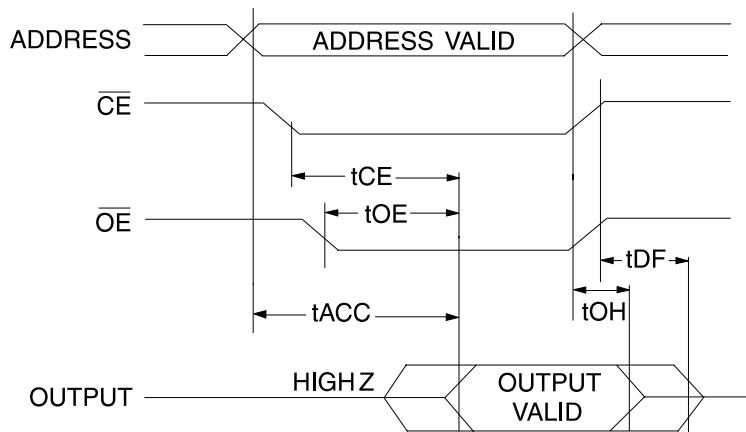 ADDRESS
ADDRESS VALID
CE
tCE
OE
tOE
tDF
tACC
tOH
OUTPUT
HIGH Z
OUTPUT
VALID